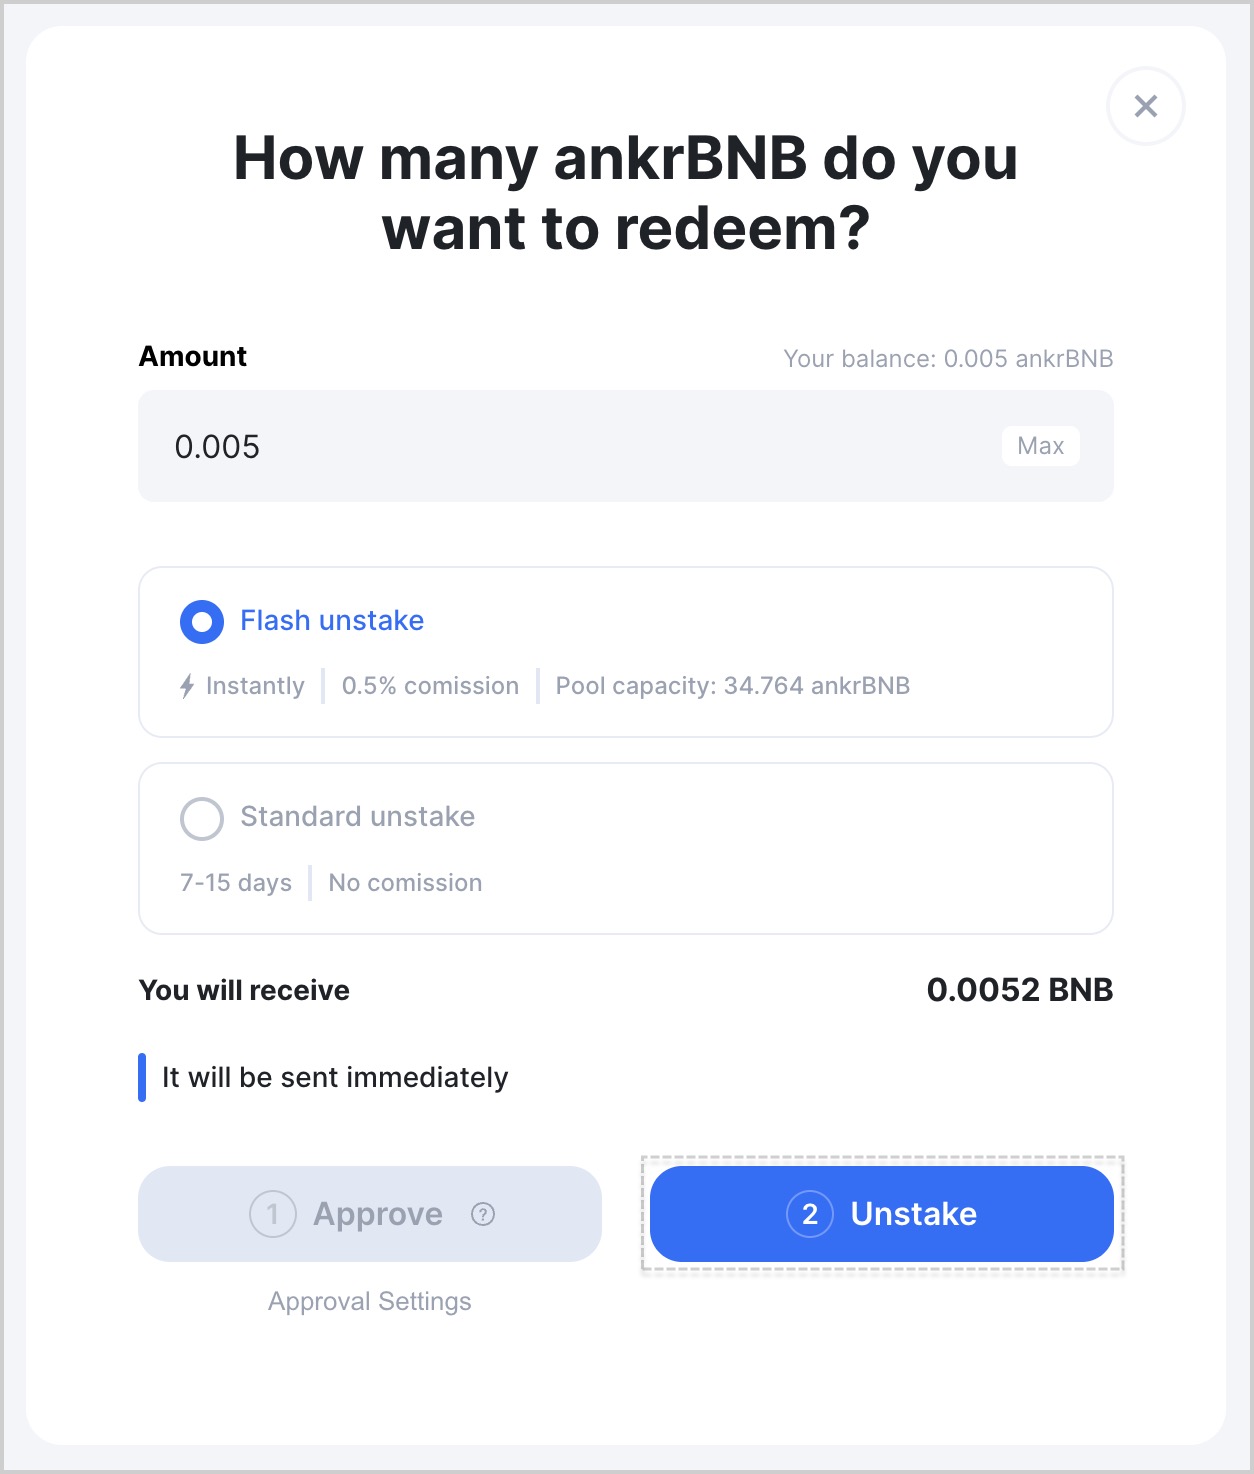 How many ankrBNB do you
want to redeem?
Amount
Your balance: 0.005 ankrBNB
0.005
Max
Flash unstake
Instantly
0.5% comission
Pool capacity: 34.764 ankrBNB
Standard unstake
7-15 days
No comission
You will receive
0.0052 BNB
It will be sent immediately
1 Approve ?
2 Unstake
Approval Settings